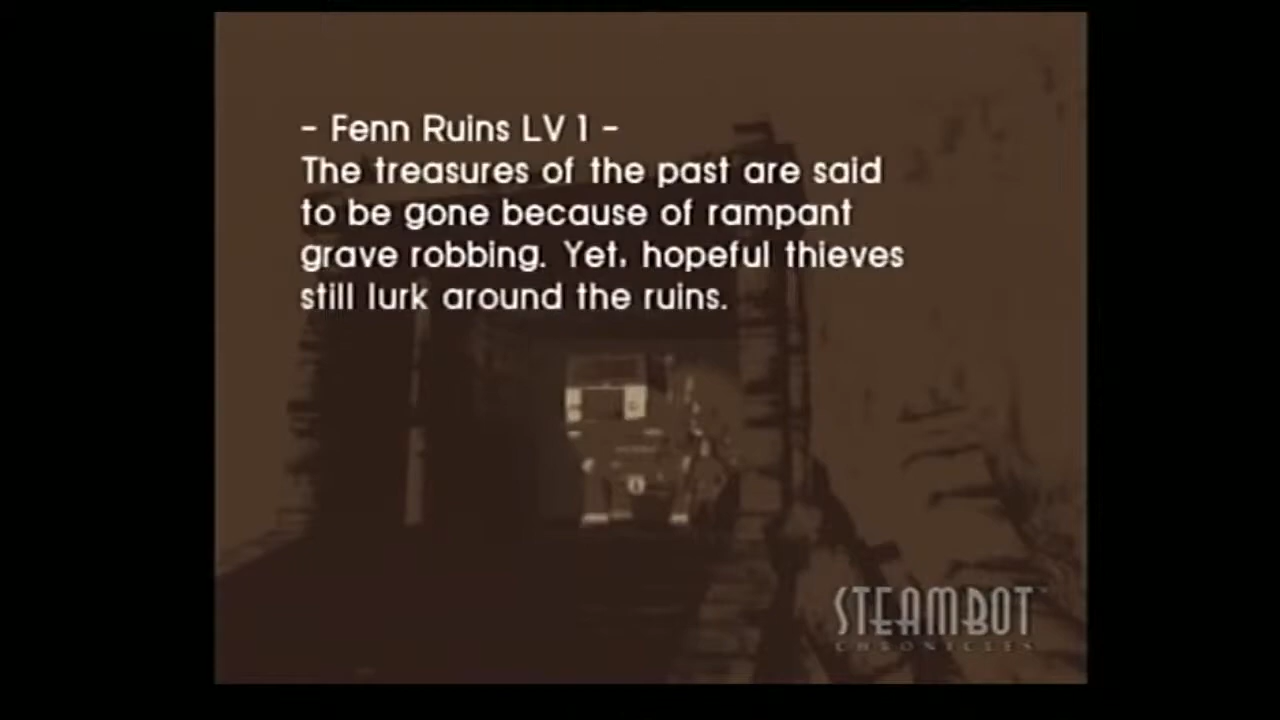 - Fenn Ruins LV 1 -
The treasures of the past are said
to be gone because of rampant
grave robbing. Yet, hopeful thieves
still lurk around the ruins.
STEAMBOT
CHRONICLES